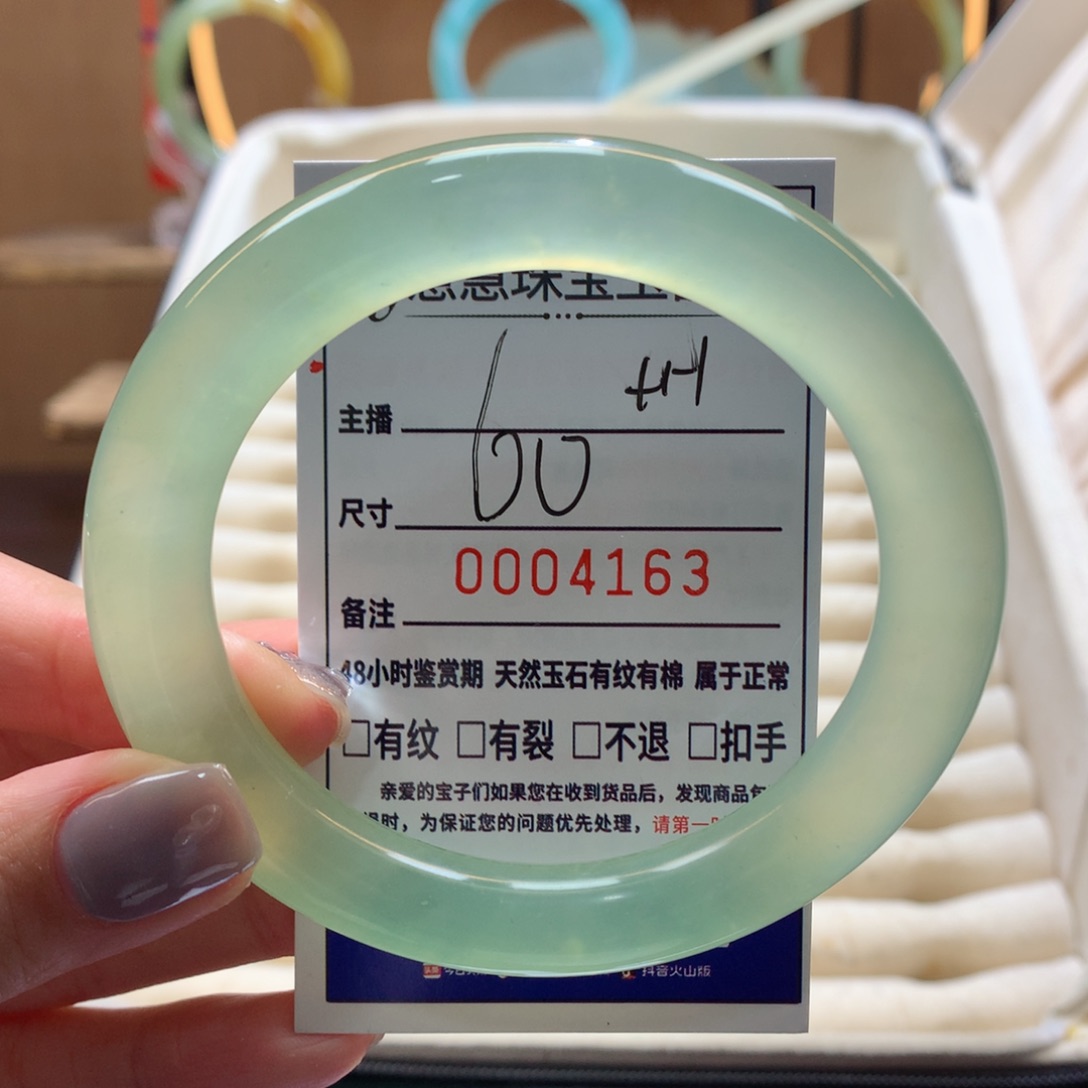 珠宝玉
主播
尺寸 60
0004163
备注
48小时鉴赏期 天然玉石有纹有棉 属于正常
□有纹 □有裂 □不退 □扣手
亲爱的宝子们如果您在收到货品后，发现商品
时，为保证您的问题优先处理，请第一
抖音火山版